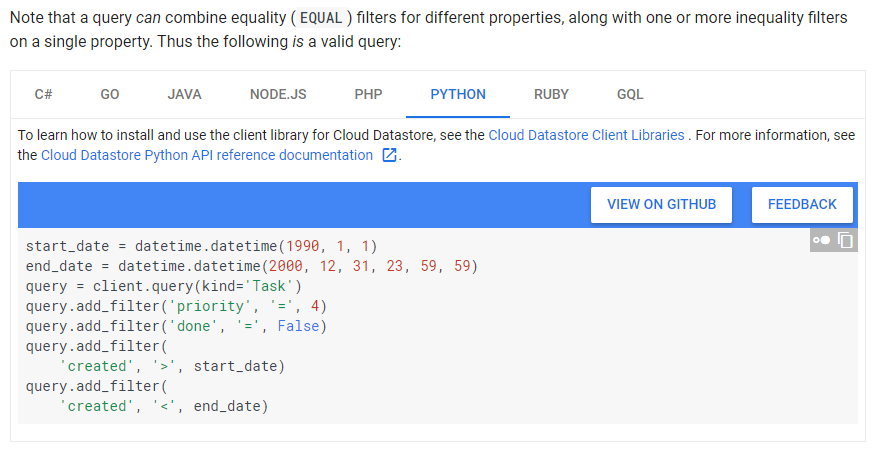 Note that a query can combine equality ( EQUAL ) filters for different properties, along with one or more inequality filters
on a single property. Thus the following is a valid query:
C# GO JAVA NODE.JS PHP PYTHON RUBY GQL
To learn how to install and use the client library for Cloud Datastore, see the Cloud Datastore Client Libraries . For more information, see
the Cloud Datastore Python API reference documentation .
VIEW ON GITHUB FEEDBACK
start_date = datetime.datetime(1990, 1, 1)
end_date = datetime.datetime(2000, 12, 31, 23, 59, 59)
query = client.query(kind='Task')
query.add_filter('priority', '=', 4)
query.add_filter('done', '=', False)
query.add_filter(
    'created', '>', start_date)
query.add_filter(
    'created', '<', end_date)